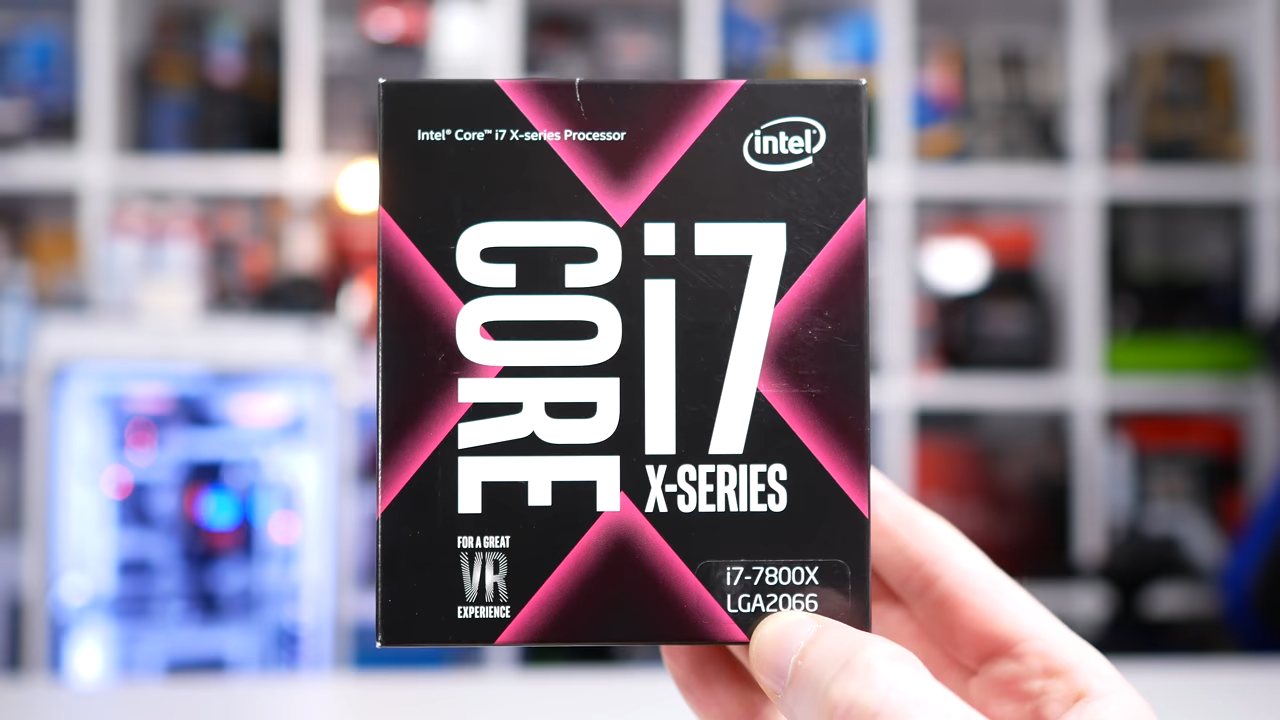 Intel® Core™ i7 X-series Processor
intel®
CORE
i7
X-SERIES
FOR A GREAT
VR
EXPERIENCE
i7-7800X
LGA2066